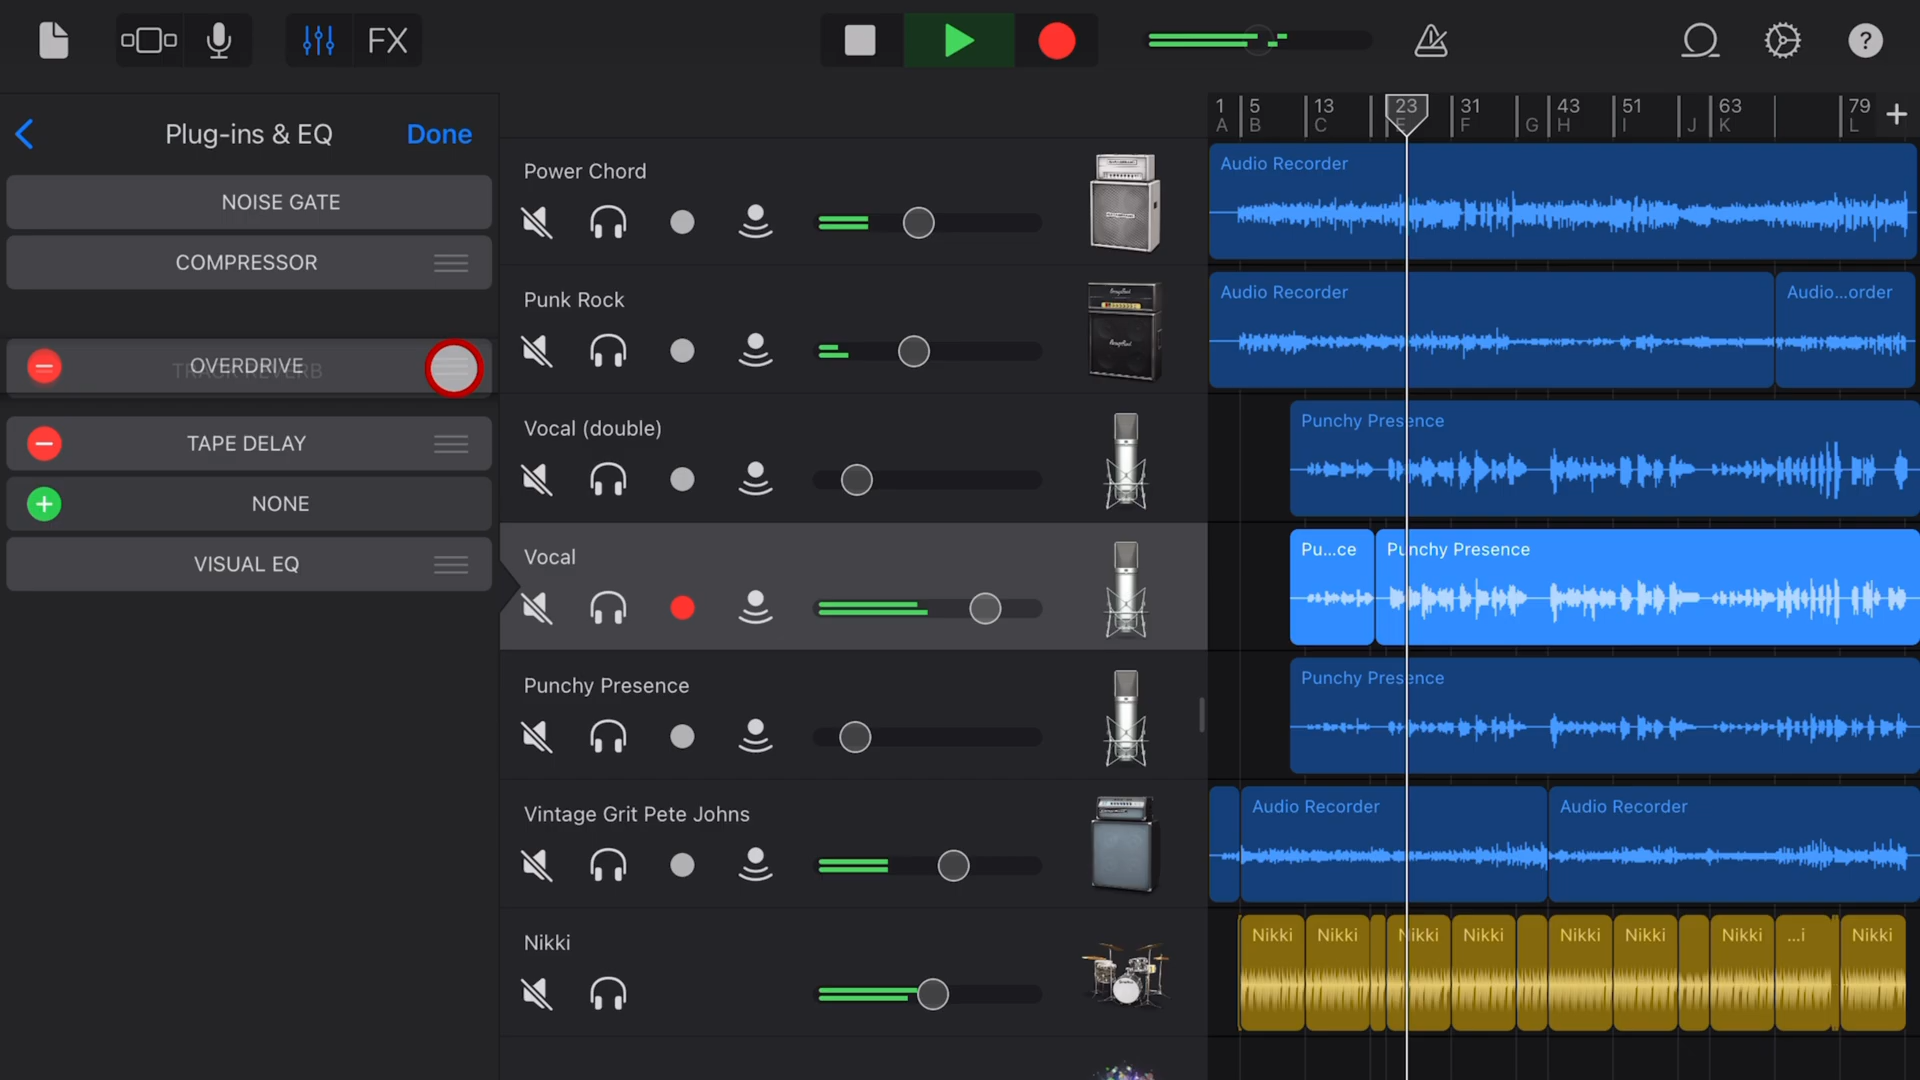 FX
?
Plug-ins & EQ
Done
NOISE GATE
COMPRESSOR
OVERDRIVE
TRACK REVERB
TAPE DELAY
NONE
VISUAL EQ
1 5 13 23 31 43 51 63 79
A B C E F G H I J K L
Power Chord
Audio Recorder
Punk Rock
Audio Recorder
Audio...order
Vocal (double)
Punchy Presence
Vocal
Pu...ce
Punchy Presence
Punchy Presence
Punchy Presence
Vintage Grit Pete Johns
Audio Recorder
Audio Recorder
Nikki
Nikki Nikki Nikki Nikki Nikki Nikki Nikki ...i Nikki